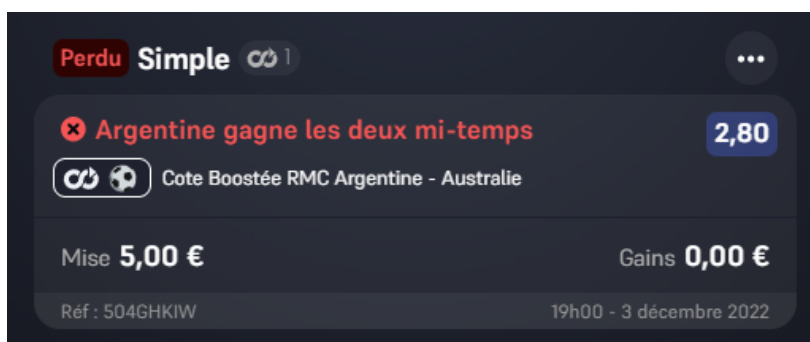 Perdu Simple 1
Argentine gagne les deux mi-temps 2,80
Cote Boostée RMC Argentine - Australie
Mise 5,00 € Gains 0,00 €
Réf : 504GHKIW 19h00 - 3 décembre 2022